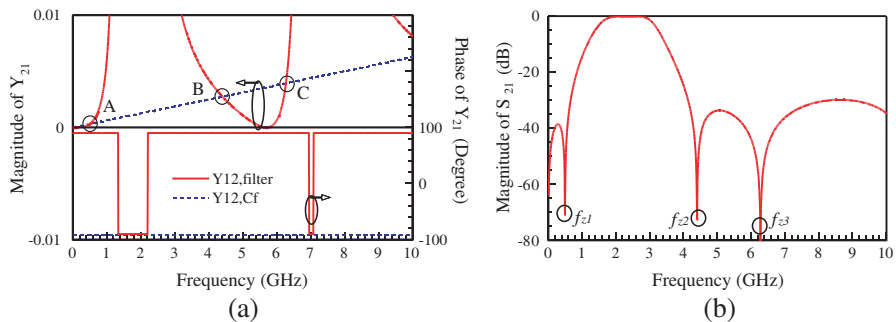 (a)
Magnitude of Y21
0.01
0
-0.01
A
B
C
Y12,filter
Y12,Cf
100
0
-100
Phase of Y21 (Degree)
0 1 2 3 4 5 6 7 8 9 10
Frequency (GHz)
(a)
(b)
Magnitude of S21 (dB)
0
-20
-40
-60
-80
fz1
fz2
fz3
0 1 2 3 4 5 6 7 8 9 10
Frequency (GHz)
(b)